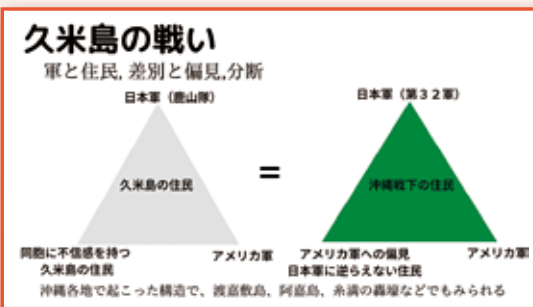 久米島の戦い
軍と住民, 差別と偏見,分断
日本軍（鹿山隊）
日本軍（第３２軍）
久米島の住民
=
沖縄戦下の住民
同胞に不信感を持つ
久米島の住民
アメリカ軍
アメリカ軍への偏見
日本軍に逆らえない住民
アメリカ軍
沖縄各地で起こった構造で、渡嘉敷島、阿嘉島、糸満の轟壕などでもみられる